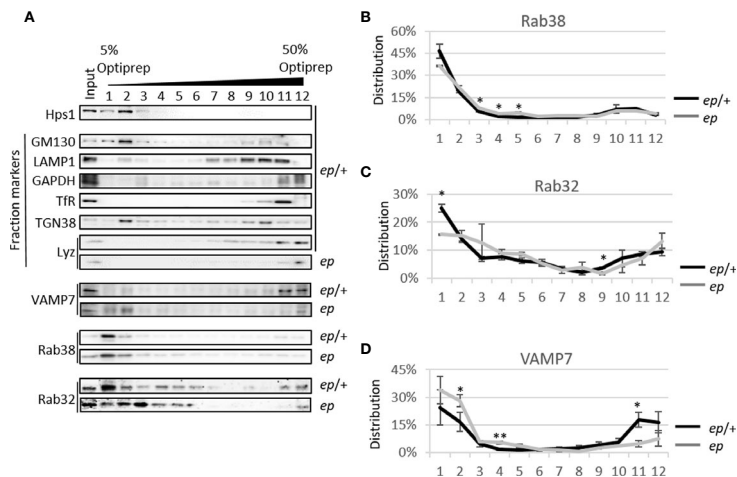 A
5% Optiprep
50% Optiprep
Input 1 2 3 4 5 6 7 8 9 10 11 12
Hps1
Fraction markers
GM130
LAMP1
ep/+
GAPDH
TfR
TGN38
Lyz
ep
VAMP7
ep/+
ep
Rab38
ep/+
ep
Rab32
ep/+
ep
B
Rab38
Distribution
60%
45%
30%
15%
0%
* * *
1 2 3 4 5 6 7 8 9 10 11 12
ep/+
ep
C
Rab32
Distribution
30%
20%
10%
0%
* *
1 2 3 4 5 6 7 8 9 10 11 12
ep/+
ep
D
VAMP7
Distribution
45%
30%
15%
0%
* ** *
1 2 3 4 5 6 7 8 9 10 11 12
ep/+
ep